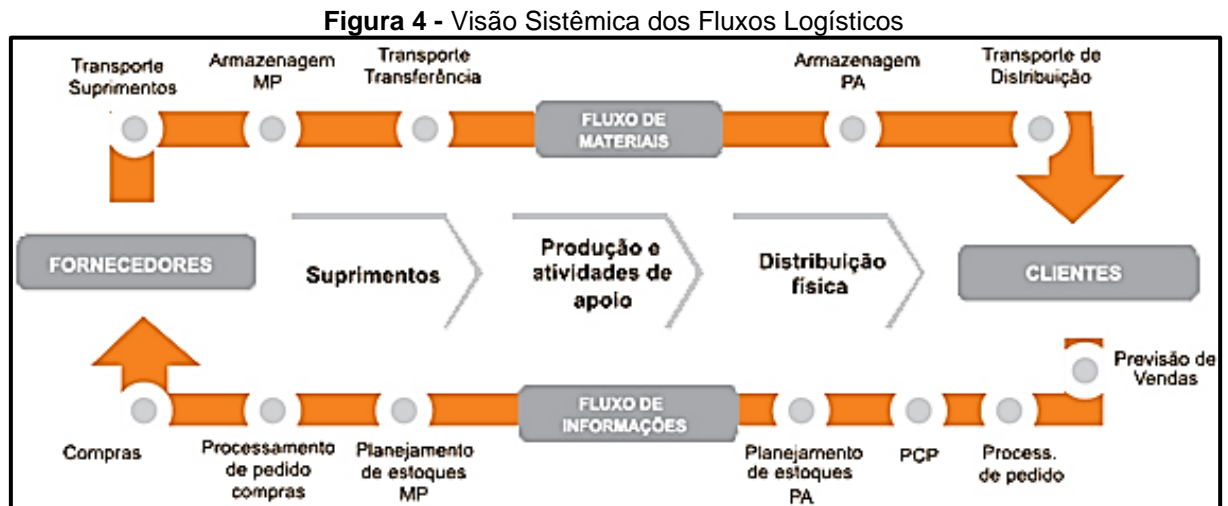 Figura 4 - Visão Sistêmica dos Fluxos Logísticos
Transporte
Suprimentos
Armazenagem
MP
Transporte
Transferência
FLUXO DE
MATERIAIS
Armazenagem
PA
Transporte de
Distribuição
FORNECEDORES
Suprimentos
Produção e
atividades de
apoio
Distribuição
física
CLIENTES
Compras
Processamento
de pedido
compras
Planejamento
de estoques
MP
FLUXO DE
INFORMAÇÕES
Planejamento
de estoques
PA
PCP
Process.
de pedido
Previsão de
Vendas